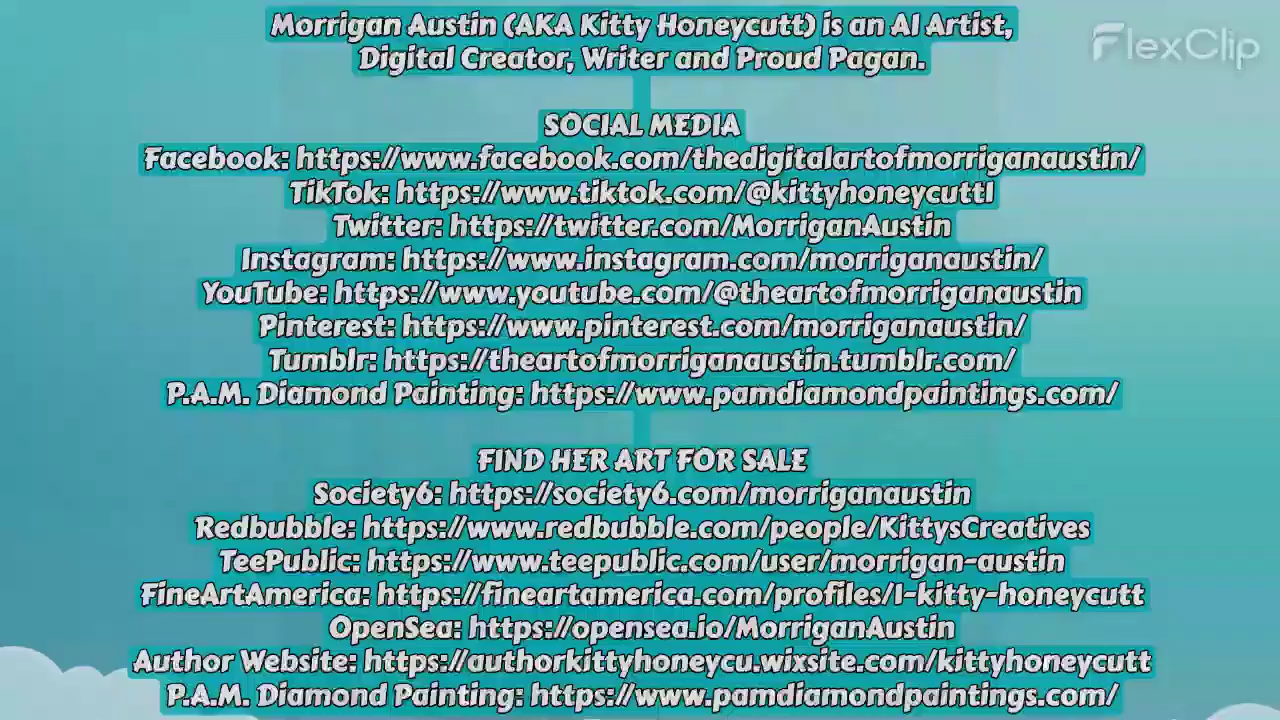 Morrigan Austin (AKA Kitty Honeycutt) is an AI Artist,
Digital Creator, Writer and Proud Pagan.
FlexClip
SOCIAL MEDIA
Facebook: https://www.facebook.com/thedigitalartofmorriganaustin/
TikTok: https://www.tiktok.com/@kittyhoneycutt1
Twitter: https://twitter.com/MorriganAustin
Instagram: https://www.instagram.com/morriganaustin/
YouTube: https://www.youtube.com/@theartofmorriganaustin
Pinterest: https://www.pinterest.com/morriganaustin/
Tumblr: https://theartofmorriganaustin.tumblr.com/
P.A.M. Diamond Painting: https://www.pamdiamondpaintings.com/
FIND HER ART FOR SALE
Society6: https://society6.com/morriganaustin
Redbubble: https://www.redbubble.com/people/KittysCreatives
TeePublic: https://www.teepublic.com/user/morrigan-austin
FineArtAmerica: https://fineartamerica.com/profiles/1-kitty-honeycutt
OpenSea: https://opensea.io/MorriganAustin
Author Website: https://authorkittyhoneycu.wixsite.com/kittyhoneycutt
P.A.M. Diamond Painting: https://www.pamdiamondpaintings.com/